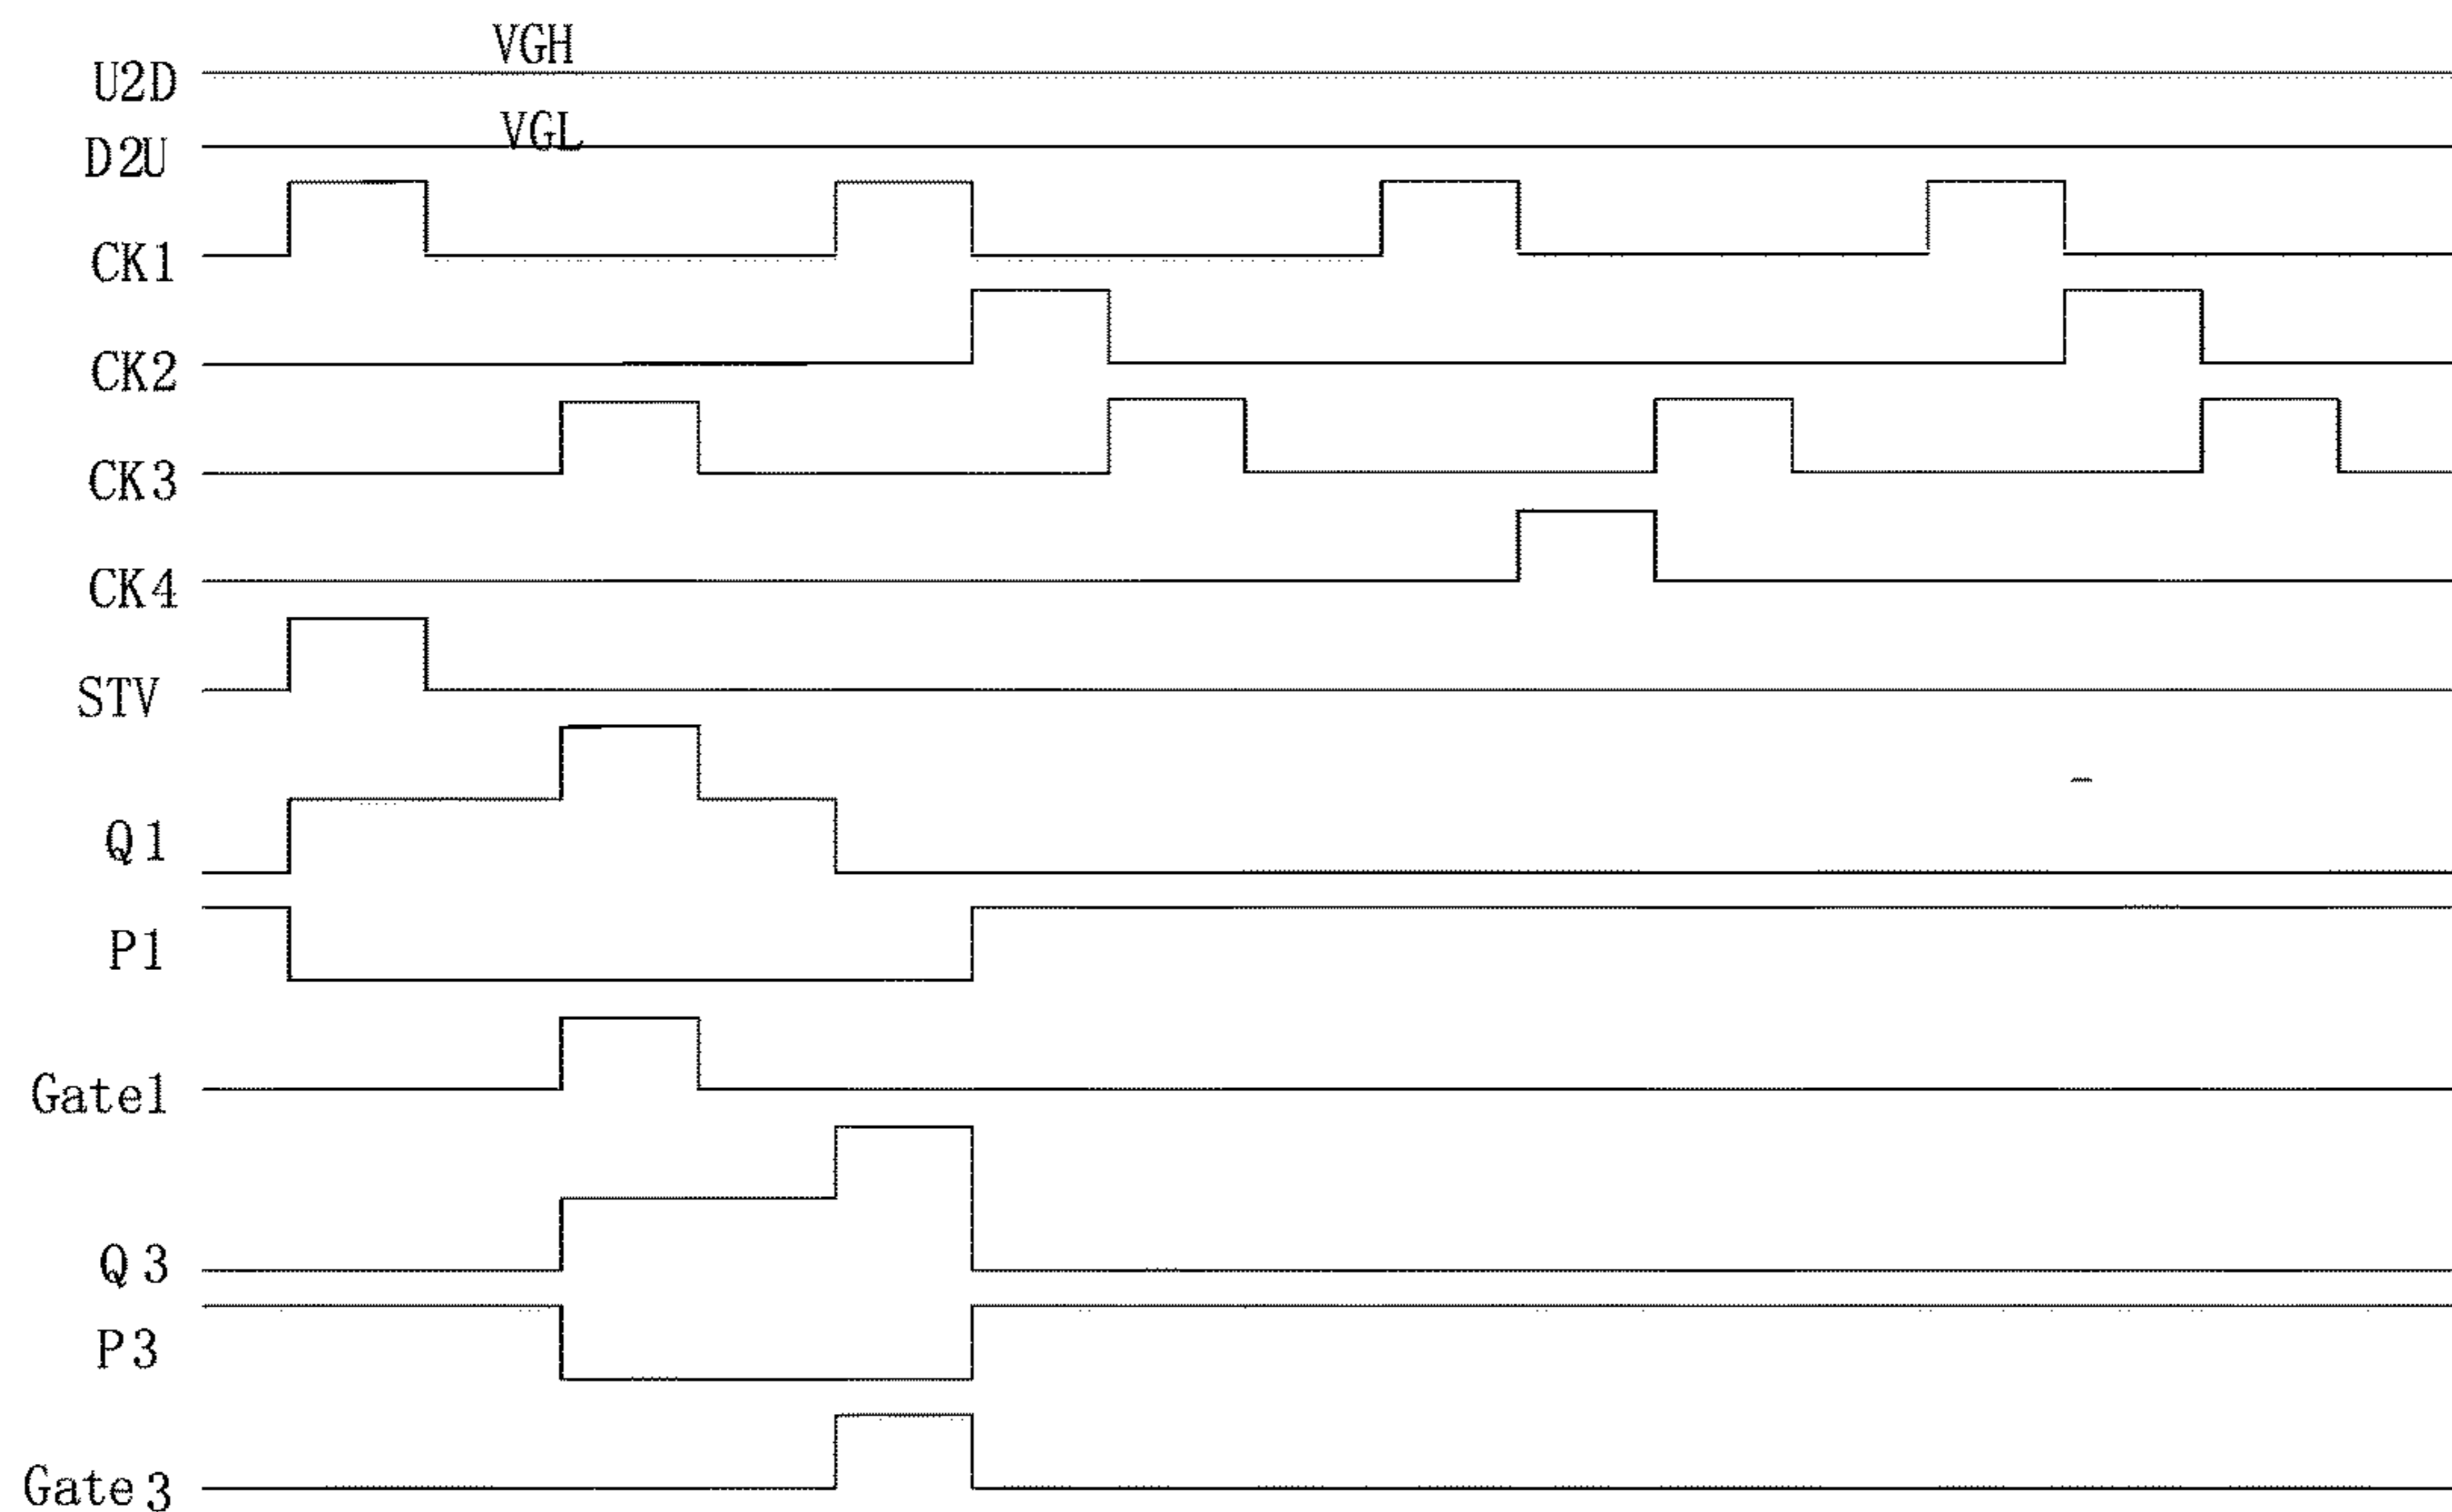 VGH
U2D
VGL
D2U
CK1
CK2
CK3
CK4
STV
Q1
P1
Gate1
Q3
P3
Gate3